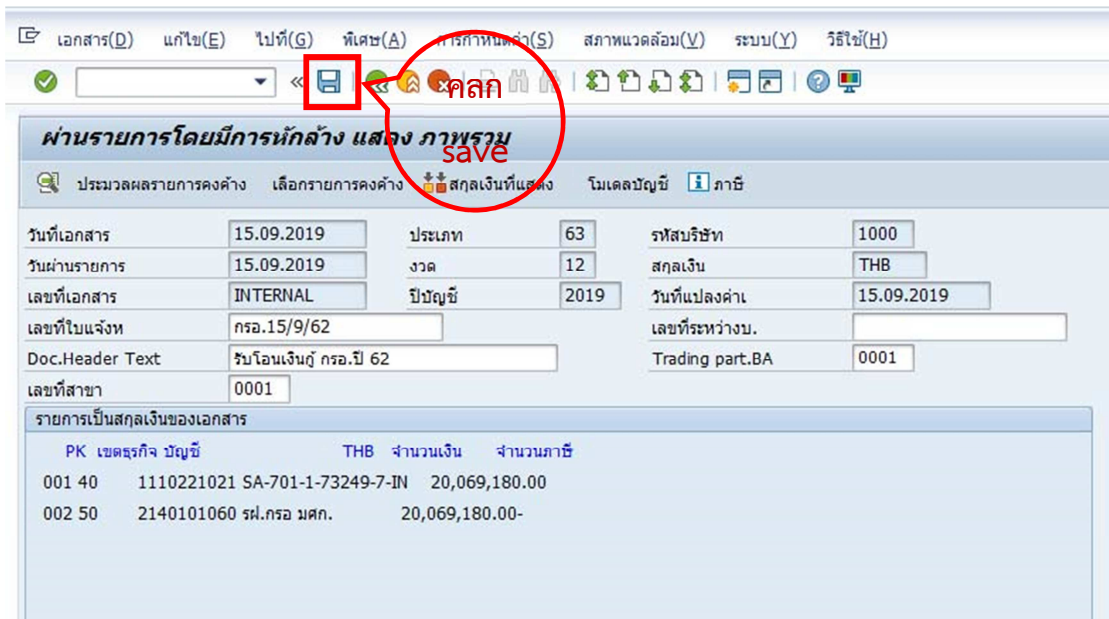 เอกสาร(D) แก้ไข(E) ไปที่(G) พิเศษ(A) การกำหนดค่า(S) สภาพแวดล้อม(V) ระบบ(Y) วิธีใช้(H)
คลก
save
ผ่านรายการโดยมีการหักล้าง แสดง ภาพรวม
ประมวลผลรายการคงค้าง เลือกรายการคงค้าง สกุลเงินที่แสดง โมเดลบัญชี ภาษี
วันที่เอกสาร 15.09.2019 ประเภท 63 รหัสบริษัท 1000
วันผ่านรายการ 15.09.2019 งวด 12 สกุลเงิน THB
เลขที่เอกสาร INTERNAL ปีบัญชี 2019 วันที่แปลงค่าเ 15.09.2019
เลขที่ใบแจ้งห กรอ.15/9/62 เลขที่ระหว่างบ.
Doc.Header Text รับโอนเงินกู้ กรอ.ปี 62 Trading part.BA 0001
เลขที่สาขา 0001
รายการเป็นสกุลเงินของเอกสาร
PK เขตธุรกิจ บัญชี THB จำนวนเงิน จำนวนภาษี
001 40 1110221021 SA-701-1-73249-7-IN 20,069,180.00
002 50 2140101060 รฝ.กรอ มศก. 20,069,180.00-